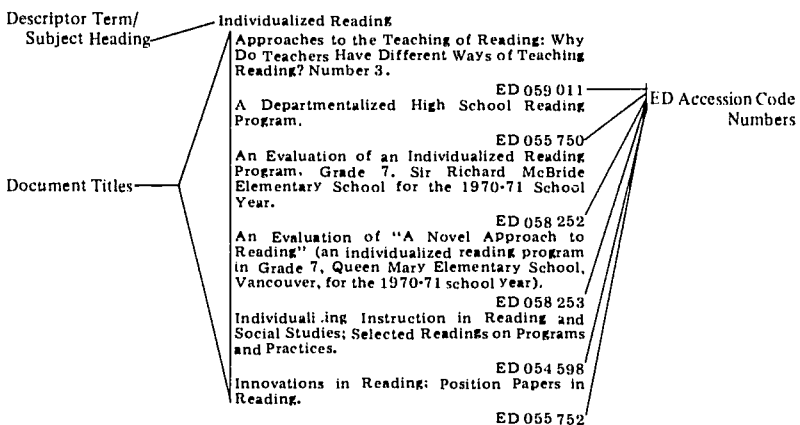 Descriptor Term/
Subject Heading
Individualized Reading
Approaches to the Teaching of Reading: Why
Do Teachers Have Different Ways of Teaching
Reading? Number 3.
ED 059 011
A Departmentalized High School Reading
Program.
ED 055 750
An Evaluation of an Individualized Reading
Program, Grade 7. Sir Richard McBride
Elementary School for the 1970-71 School
Year.
ED 058 252
An Evaluation of "A Novel Approach to
Reading" (an individualized reading program
in Grade 7, Queen Mary Elementary School,
Vancouver, for the 1970-71 school year).
ED 058 253
Individuali.ing Instruction in Reading and
Social Studies; Selected Readings on Programs
and Practices.
ED 054 598
Innovations in Reading: Position Papers in
Reading.
ED 055 752
Document Titles
ED Accession Code
Numbers